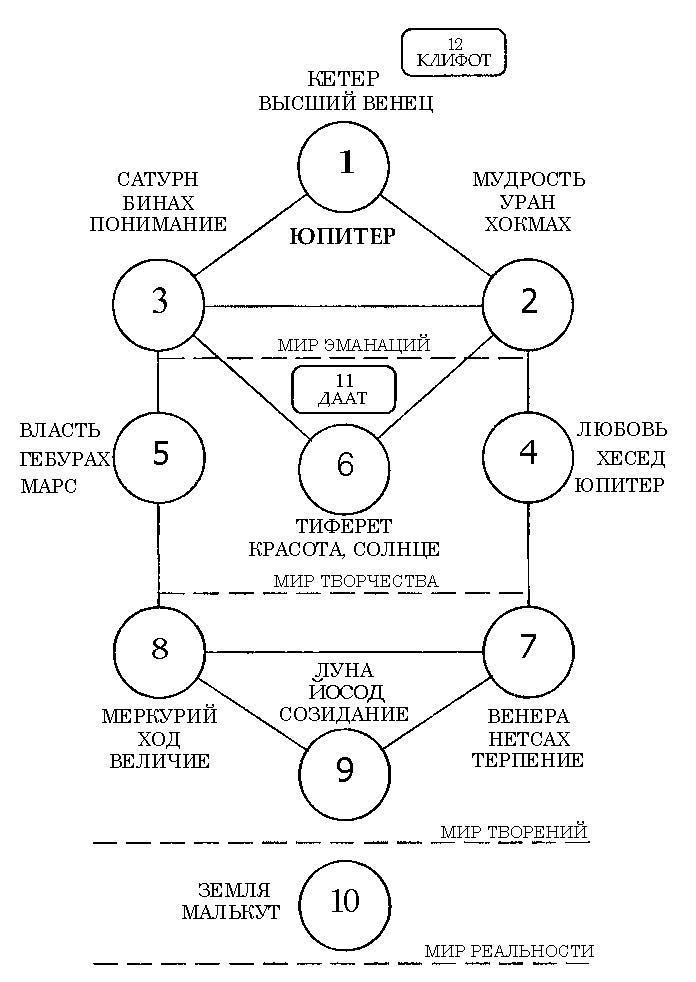 12
КЛИФОТ
КЕТЕР
ВЫСШИЙ ВЕНЕЦ
1
САТУРН
БИНАХ
ПОНИМАНИЕ
МУДРОСТЬ
УРАН
ХОКМАХ
ЮПИТЕР
3
2
МИР ЭМАНАЦИЙ
11
ДААТ
ВЛАСТЬ
ГЕБУРАХ
МАРС
5
6
4
ЛЮБОВЬ
ХЕСЕД
ЮПИТЕР
ТИФЕРЕТ
КРАСОТА, СОЛНЦЕ
МИР ТВОРЧЕСТВА
8
7
ЛУНА
ЙОСОД
СОЗИДАНИЕ
МЕРКУРИЙ
ХОД
ВЕЛИЧИЕ
ВЕНЕРА
НЕТСАХ
ТЕРПЕНИЕ
9
МИР ТВОРЕНИЙ
ЗЕМЛЯ
МАЛЬКУТ
10
МИР РЕАЛЬНОСТИ